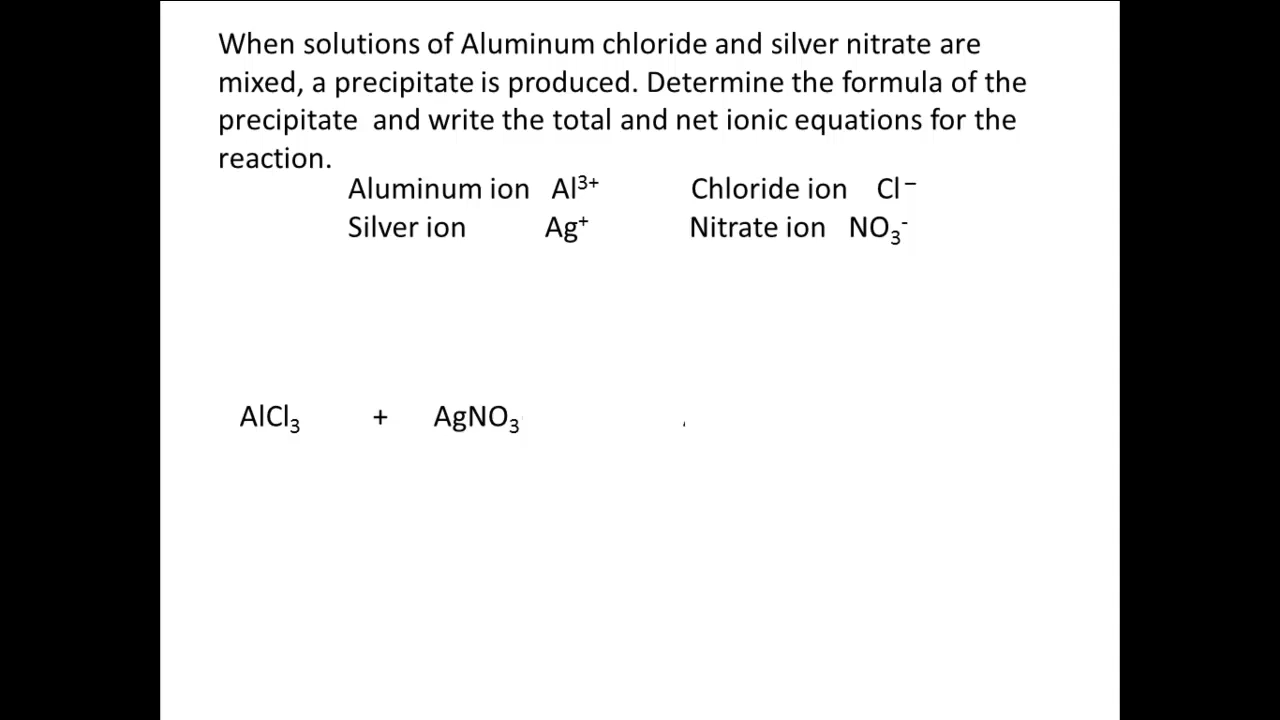 When solutions of Aluminum chloride and silver nitrate are
mixed, a precipitate is produced. Determine the formula of the
precipitate and write the total and net ionic equations for the
reaction.
Aluminum ion Al³⁺ Chloride ion Cl⁻
Silver ion Ag⁺ Nitrate ion NO₃⁻
AlCl₃ + AgNO₃